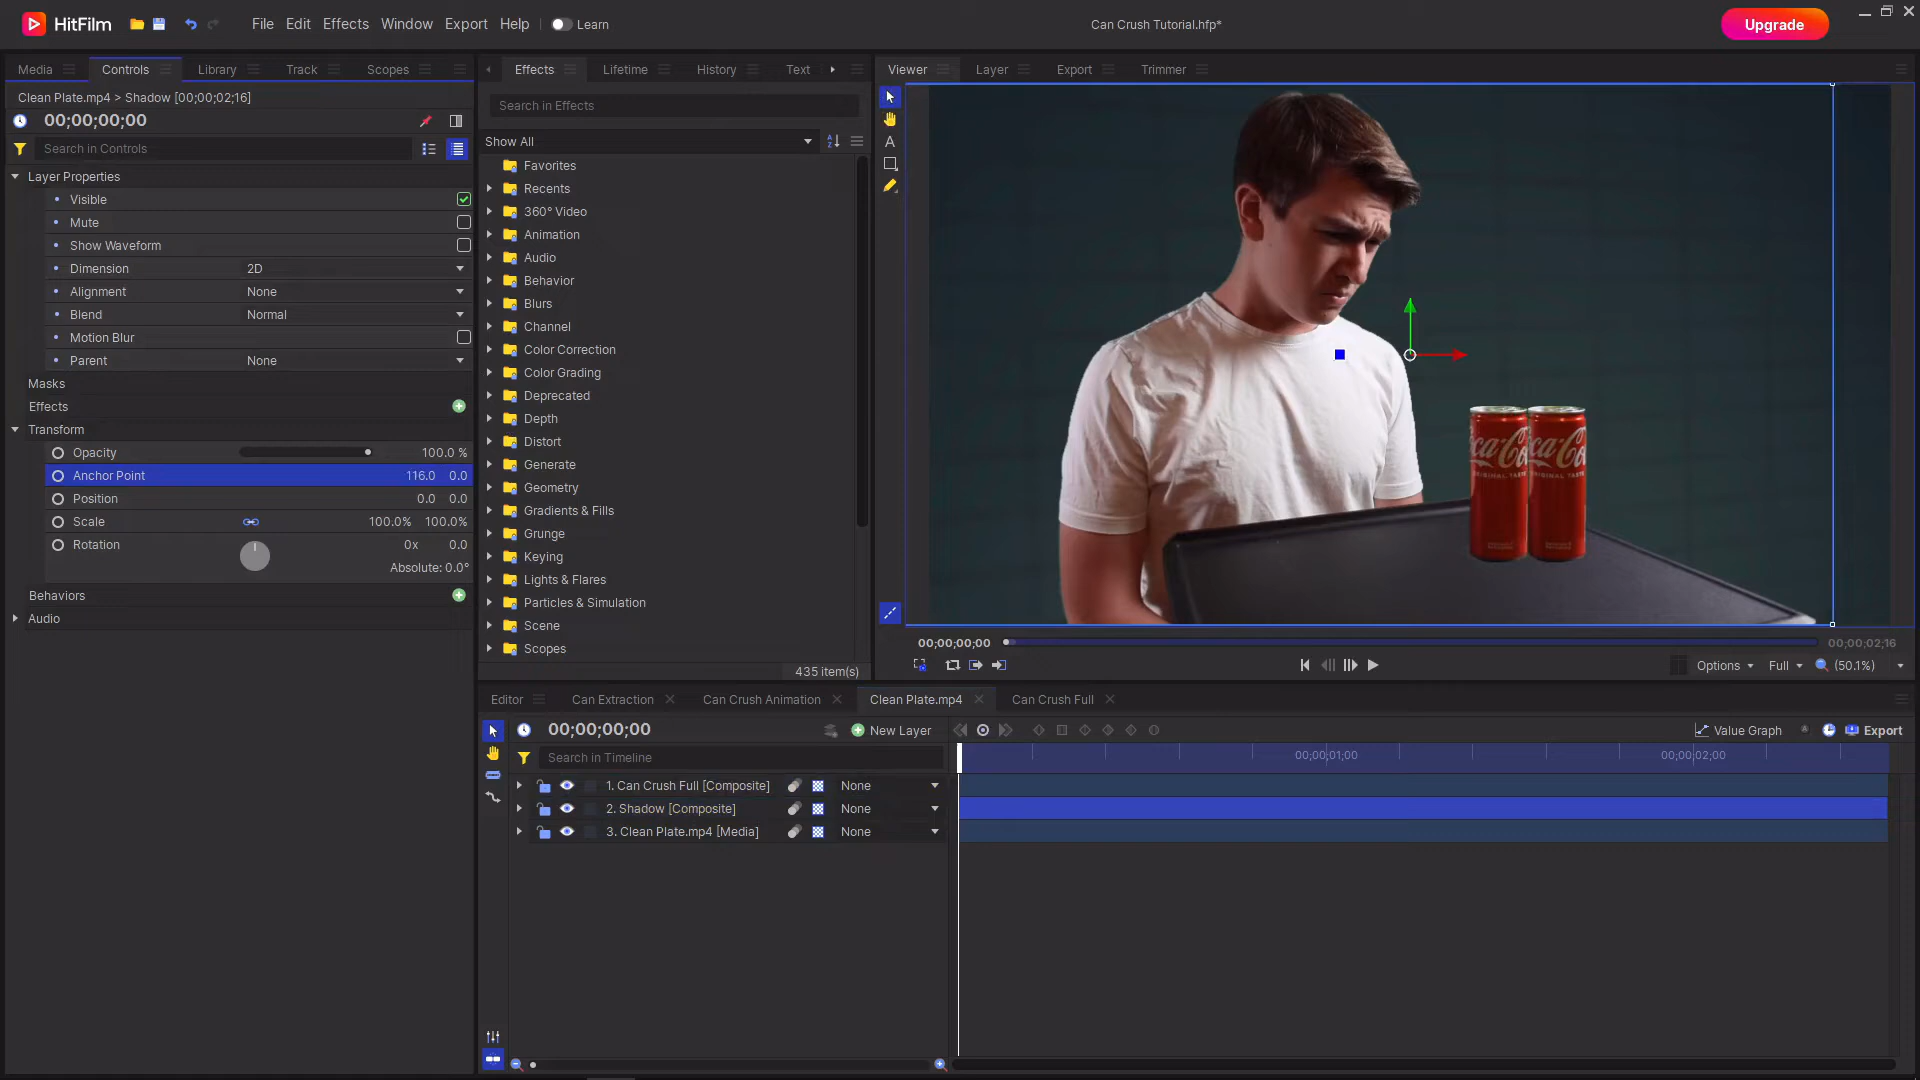 HitFilm File Edit Effects Window Export Help Learn Can Crush Tutorial.hfp* Upgrade
Media Controls Library Track Scopes
Clean Plate.mp4 > Shadow [00;00;02;16]
00;00;00;00
Search in Controls
Layer Properties
Visible
Mute
Show Waveform
Dimension 2D
Alignment None
Blend Normal
Motion Blur
Parent None
Masks
Effects
Transform
Opacity 100.0 %
Anchor Point 116.0 0.0
Position 0.0 0.0
Scale 100.0% 100.0%
Rotation 0x 0.0
Absolute: 0.0°
Behaviors
Audio
Effects Lifetime History Text
Search in Effects
Show All
Favorites
Recents
360° Video
Animation
Audio
Behavior
Blurs
Channel
Color Correction
Color Grading
Deprecated
Depth
Distort
Generate
Geometry
Gradients & Fills
Grunge
Keying
Lights & Flares
Particles & Simulation
Scene
Scopes
435 item(s)
Viewer Layer Export Trimmer
A
00;00;00;00 00;00;02;16
Options Full (50.1%)
Editor Can Extraction Can Crush Animation Clean Plate.mp4 Can Crush Full
00;00;00;00 New Layer Value Graph Export
Search in Timeline 00;00;01;00 00;00;02;00
1. Can Crush Full [Composite] None
2. Shadow [Composite] None
3. Clean Plate.mp4 [Media] None